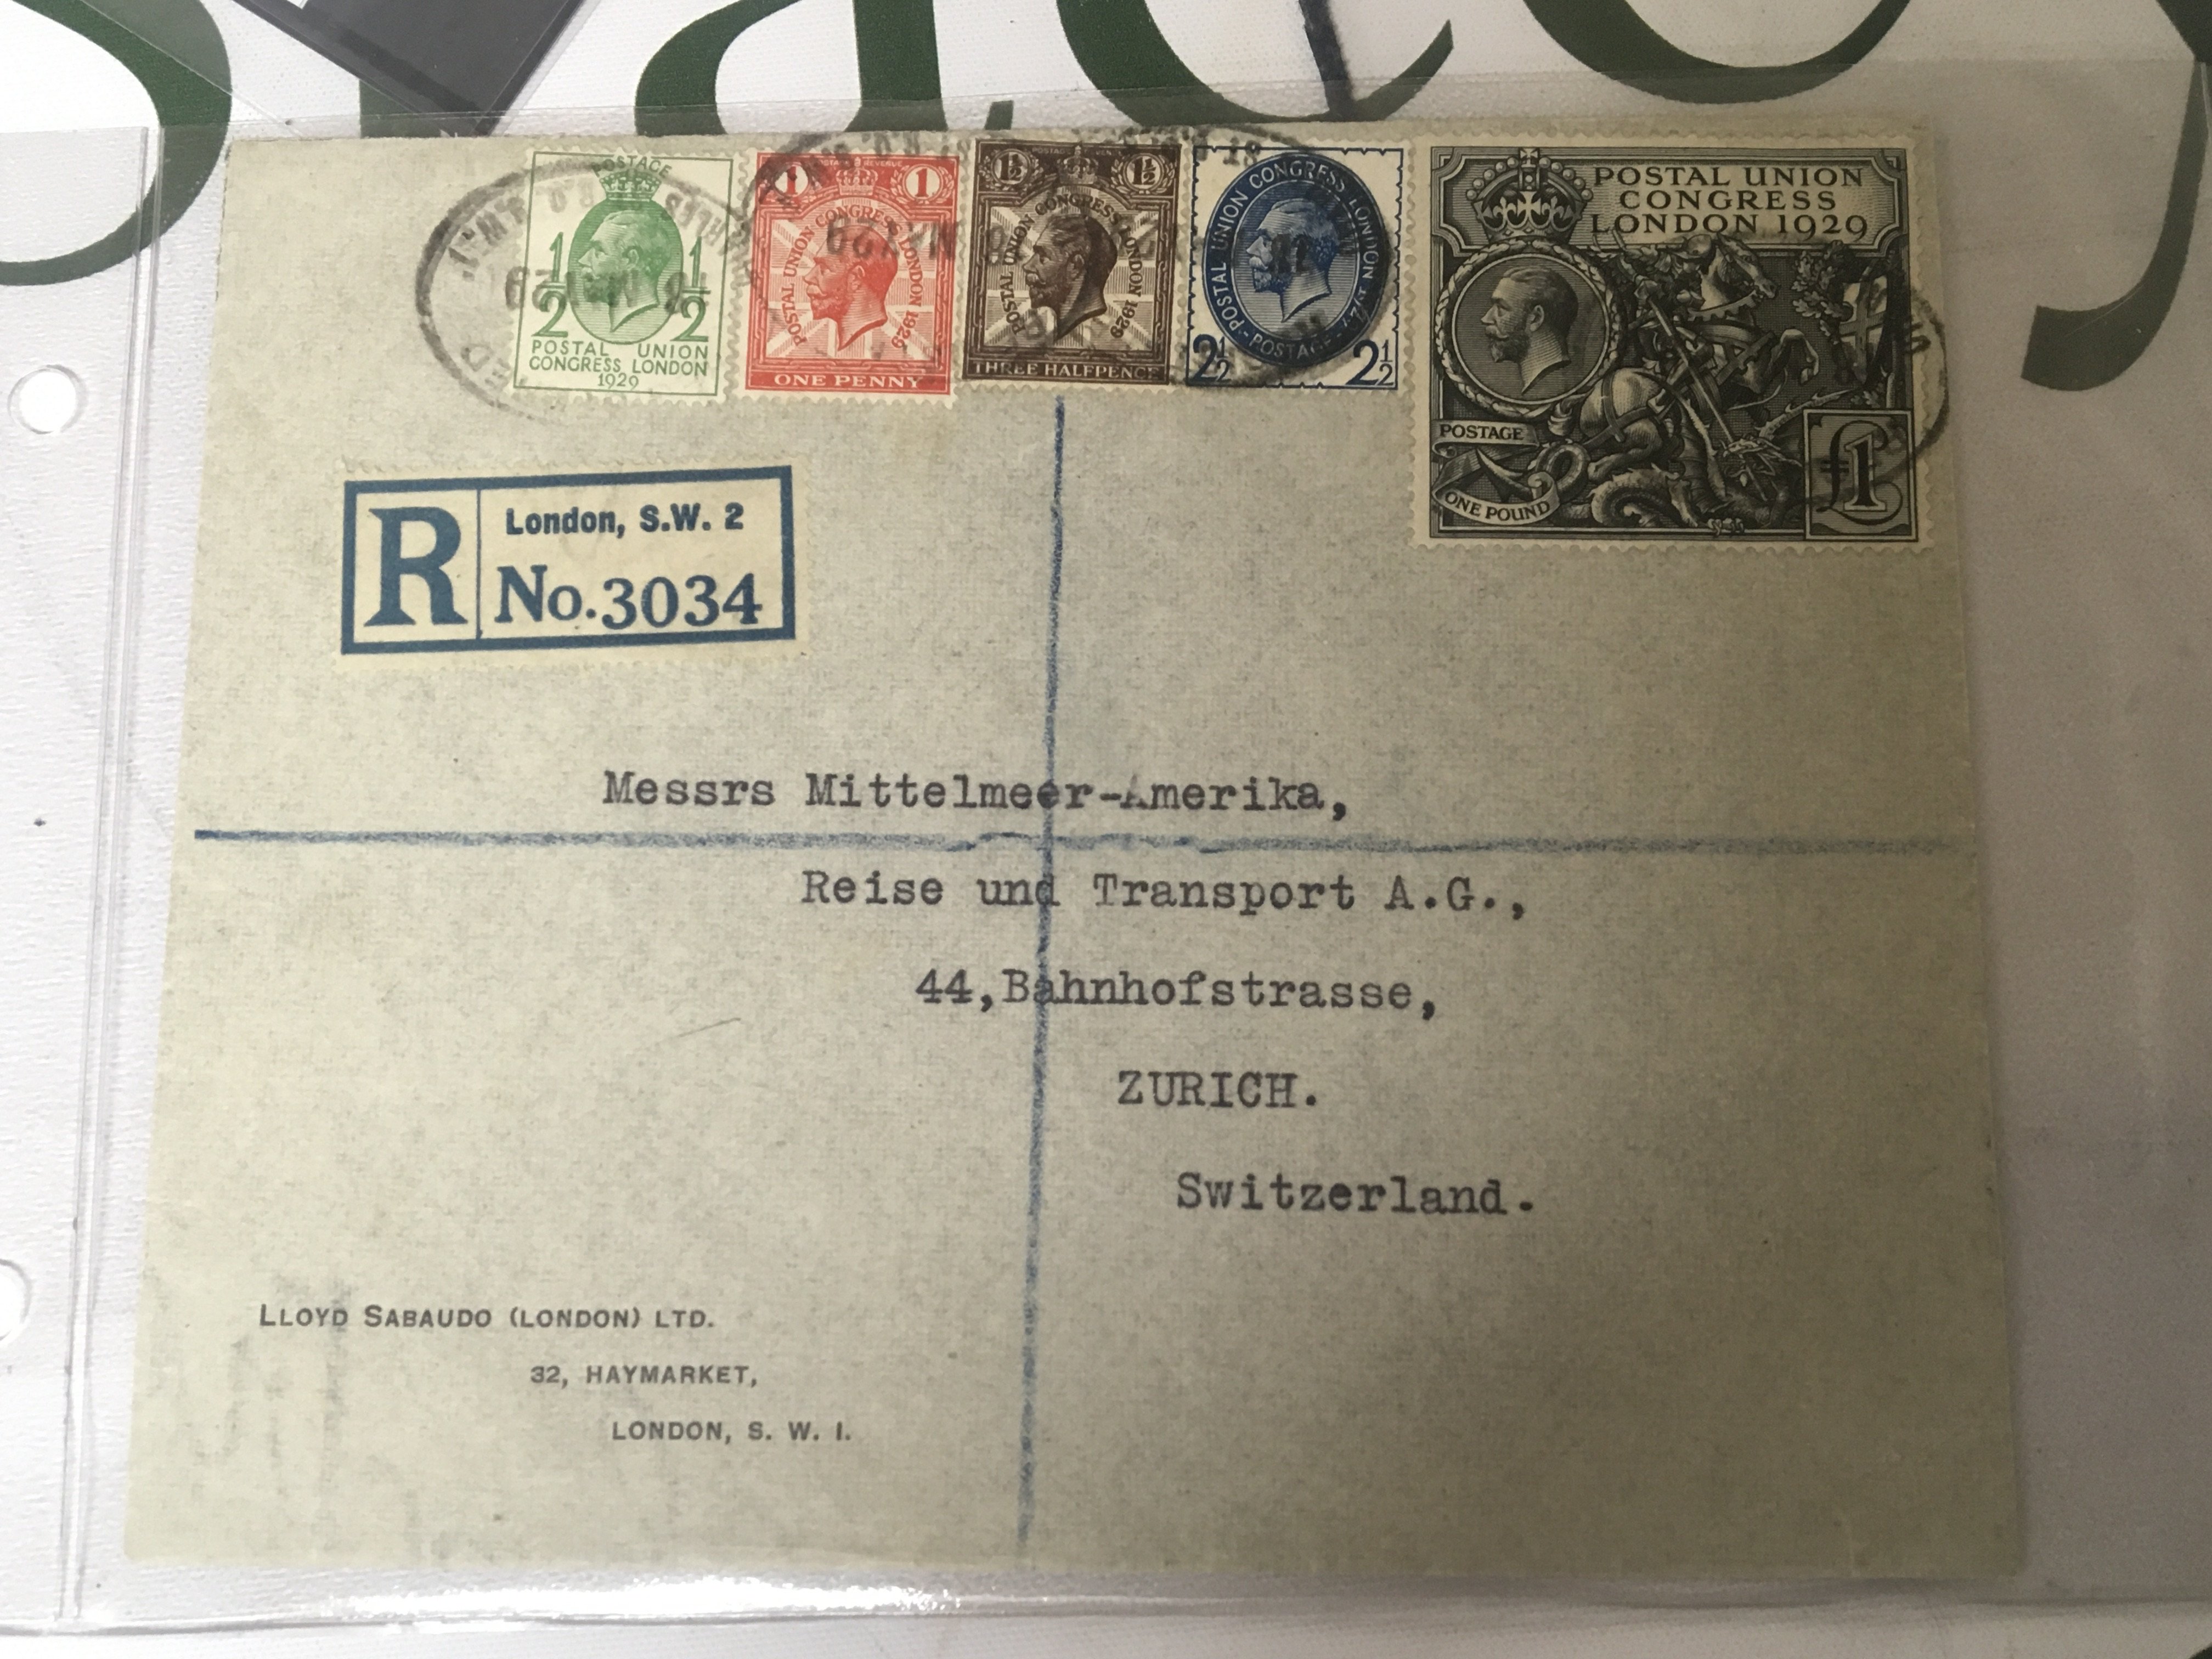 POSTAGE
1/2 1/2
POSTAL UNION
CONGRESS LONDON
1929
1 POSTAGE REVENUE 1
POSTAL UNION CONGRESS LONDON 1929
ONE PENNY
1½ 1½
POSTAL UNION CONGRESS LONDON 1929
THREE HALFPENCE
POSTAL UNION CONGRESS LONDON 1929
POSTAGE
2½ 2½
POSTAL UNION
CONGRESS
LONDON 1929
POSTAGE
ONE POUND
£1
R
London, S.W. 2
No. 3034
Messrs Mittelmeer-Amerika,
Reise und Transport A.G.,
44,Bahnhofstrasse,
ZURICH.
Switzerland.
LLOYD SABAUDO (LONDON) LTD.
32, HAYMARKET,
LONDON, S. W. I.